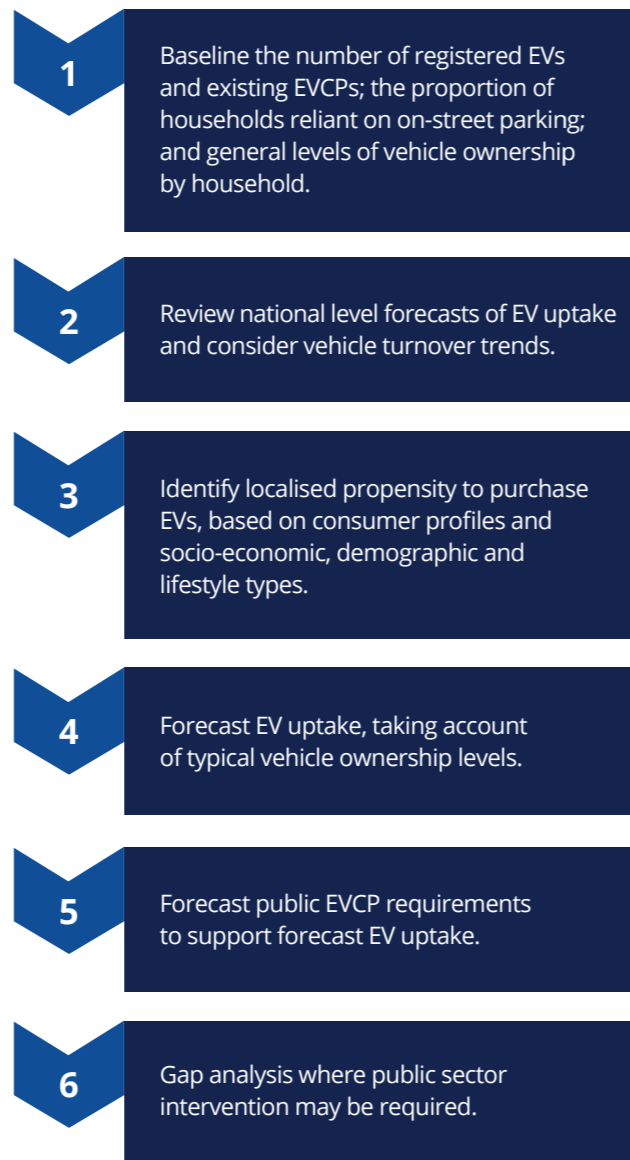 1
Baseline the number of registered EVs
and existing EVCPs; the proportion of
households reliant on on-street parking;
and general levels of vehicle ownership
by household.
2
Review national level forecasts of EV uptake
and consider vehicle turnover trends.
3
Identify localised propensity to purchase
EVs, based on consumer profiles and
socio-economic, demographic and
lifestyle types.
4
Forecast EV uptake, taking account
of typical vehicle ownership levels.
5
Forecast public EVCP requirements
to support forecast EV uptake.
6
Gap analysis where public sector
intervention may be required.